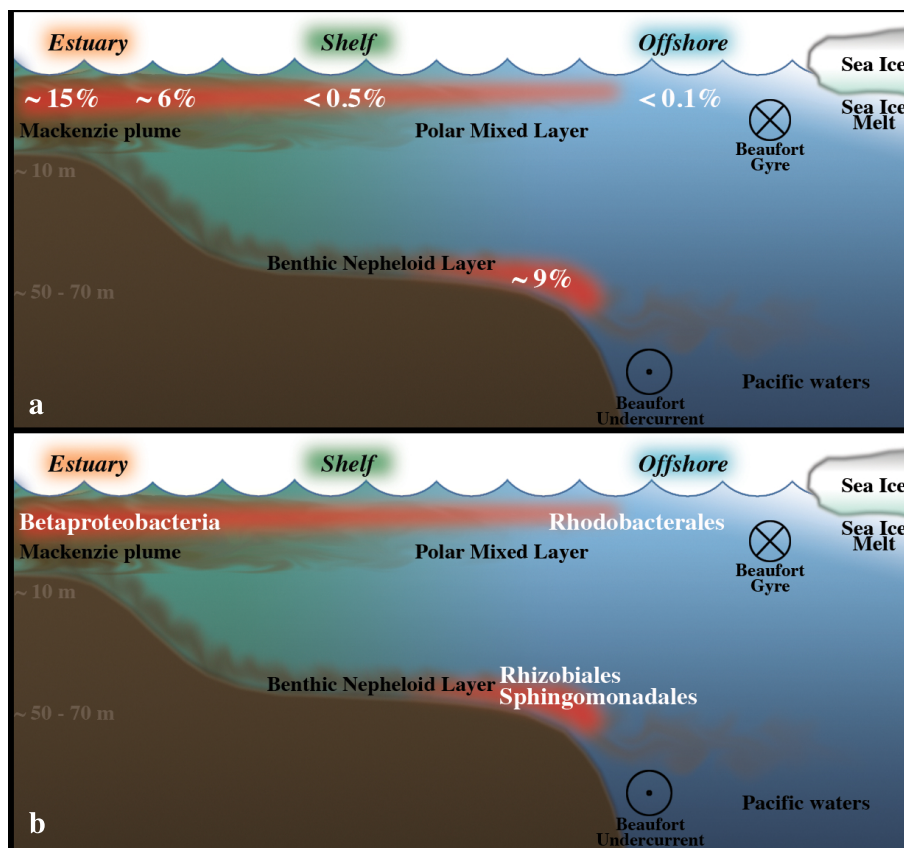 Estuary Shelf Offshore
Sea Ice
~ 15% ~ 6% < 0.5% < 0.1%
Sea Ice
Melt
Mackenzie plume Polar Mixed Layer
Beaufort
Gyre
~ 10 m
Benthic Nepheloid Layer
~ 9%
~ 50 - 70 m
Pacific waters
a
Beaufort
Undercurrent
Estuary Shelf Offshore
Sea Ice
Betaproteobacteria Rhodobacterales
Sea Ice
Melt
Mackenzie plume Polar Mixed Layer
Beaufort
Gyre
~ 10 m
Rhizobiales
Benthic Nepheloid Layer
Sphingomonadales
~ 50 - 70 m
Pacific waters
b
Beaufort
Undercurrent